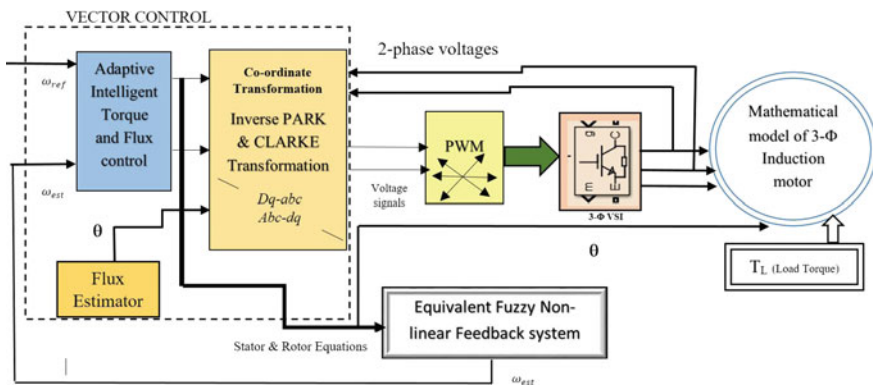 VECTOR CONTROL
ω_ref
Adaptive
Intelligent
Torque
and Flux
control
ω_est
θ
Flux
Estimator
Co-ordinate
Transformation
Inverse PARK
& CLARKE
Transformation
Dq-abc
Abc-dq
2-phase voltages
Voltage
signals
PWM
g
C
m
E
3-Φ VSI
Mathematical
model of 3-Φ
Induction
motor
θ
T_L (Load Torque)
Equivalent Fuzzy Non-
linear Feedback system
Stator & Rotor Equations
ω_est